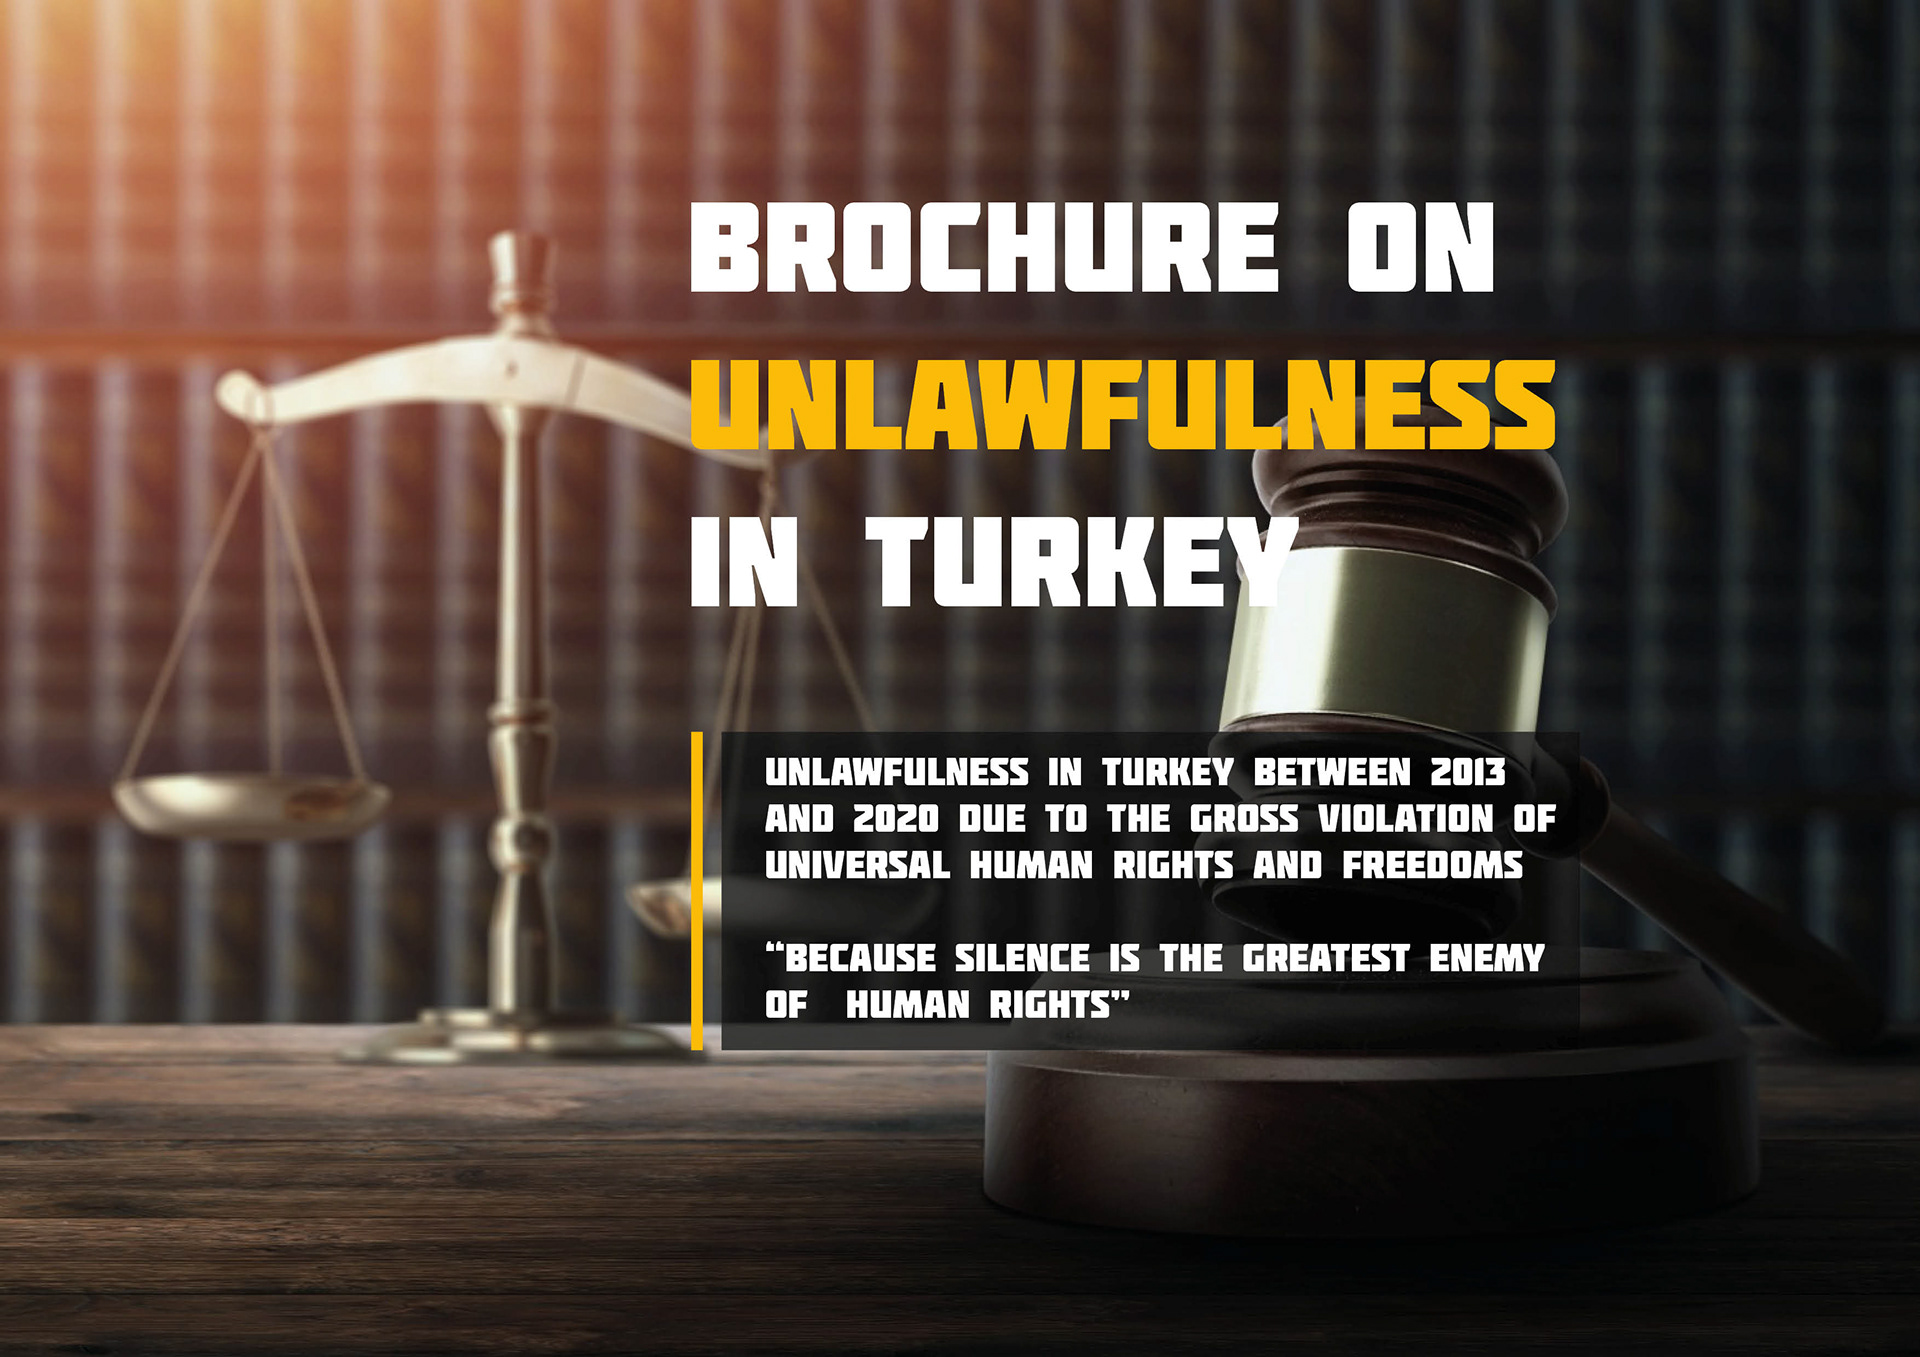 BROCHURE ON
UNLAWFULNESS
IN TURKEY
UNLAWFULNESS IN TURKEY BETWEEN 2013
AND 2020 DUE TO THE GROSS VIOLATION OF
UNIVERSAL HUMAN RIGHTS AND FREEDOMS
“BECAUSE SILENCE IS THE GREATEST ENEMY
OF HUMAN RIGHTS”